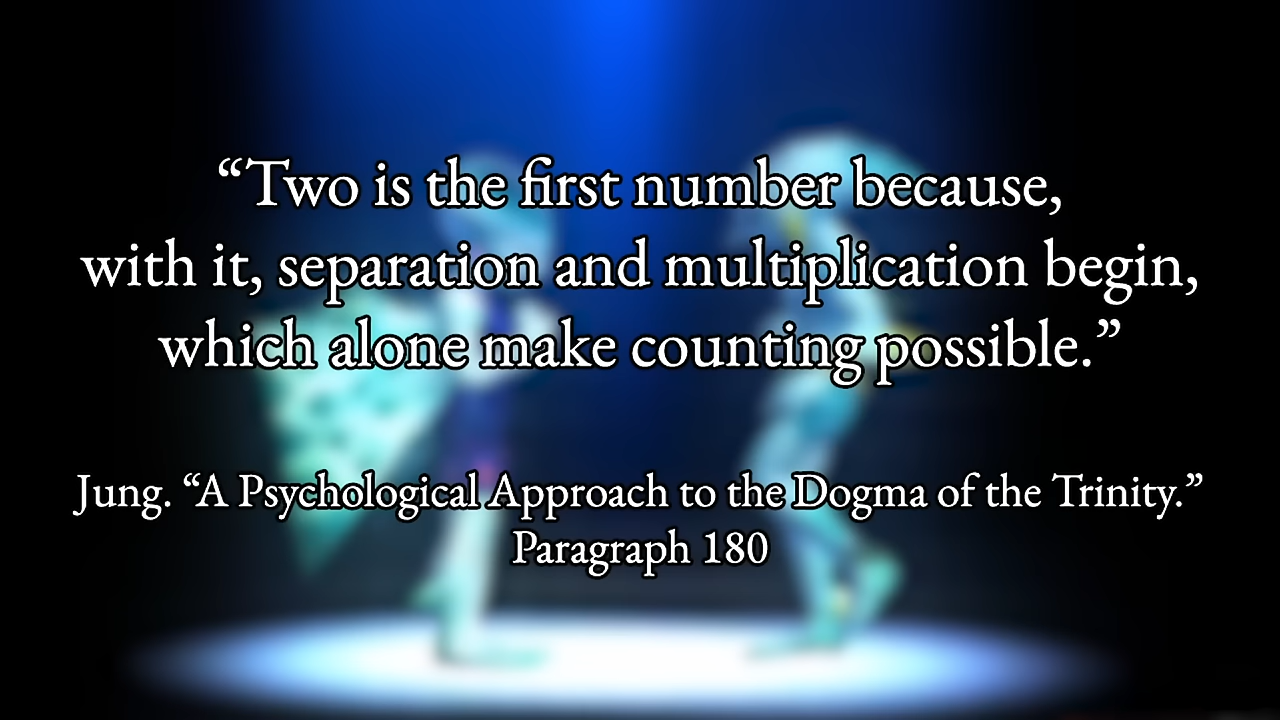 “Two is the first number because,
with it, separation and multiplication begin,
which alone make counting possible.”
Jung. “A Psychological Approach to the Dogma of the Trinity.”
Paragraph 180